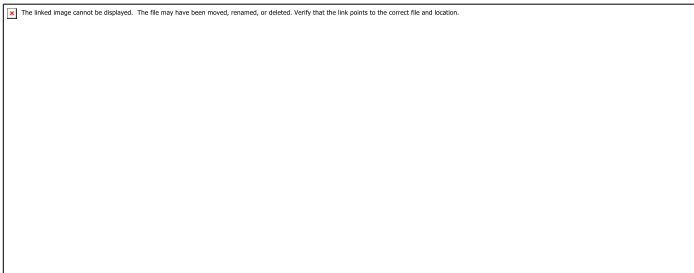 The linked image cannot be displayed. The file may have been moved, renamed, or deleted. Verify that the link points to the correct file and location.